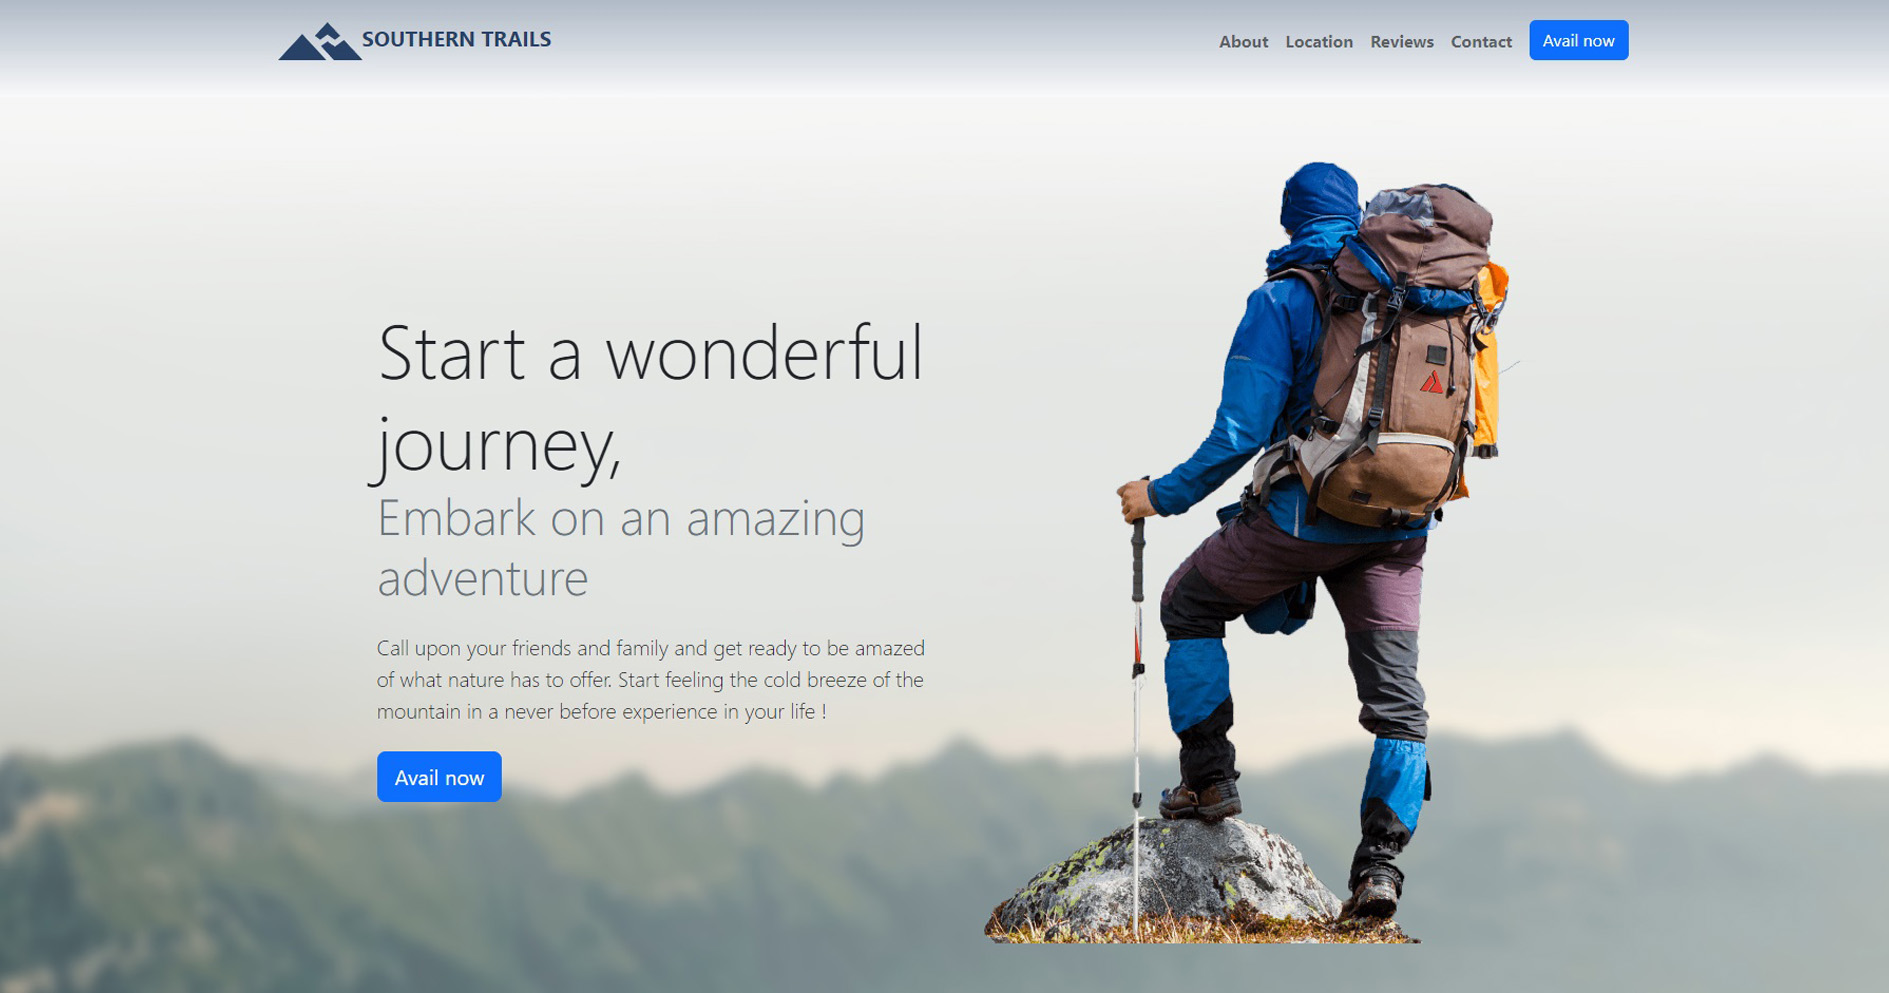 SOUTHERN TRAILS
About Location Reviews Contact Avail now
Start a wonderful
journey,
Embark on an amazing
adventure
Call upon your friends and family and get ready to be amazed
of what nature has to offer. Start feeling the cold breeze of the
mountain in a never before experience in your life !
Avail now